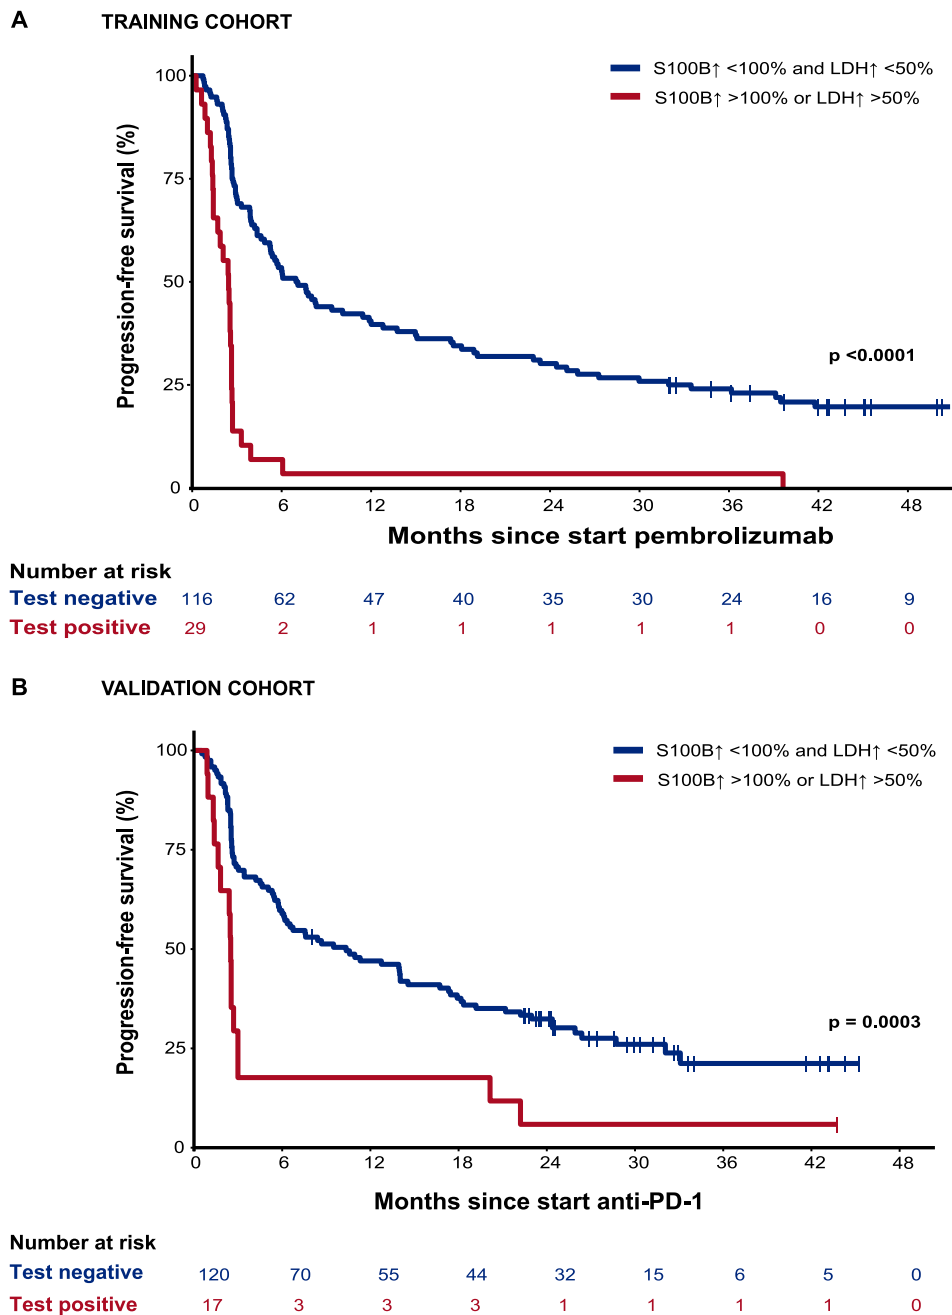 A TRAINING COHORT
S100B↑ <100% and LDH↑ <50%
S100B↑ >100% or LDH↑ >50%
Progression-free survival (%)
100
75
50
25
0
p <0.0001
0 6 12 18 24 30 36 42 48
Months since start pembrolizumab
Number at risk
Test negative 116 62 47 40 35 30 24 16 9
Test positive 29 2 1 1 1 1 1 0 0
B VALIDATION COHORT
S100B↑ <100% and LDH↑ <50%
S100B↑ >100% or LDH↑ >50%
Progression-free survival (%)
100
75
50
25
0
p = 0.0003
0 6 12 18 24 30 36 42 48
Months since start anti-PD-1
Number at risk
Test negative 120 70 55 44 32 15 6 5 0
Test positive 17 3 3 3 1 1 1 1 0